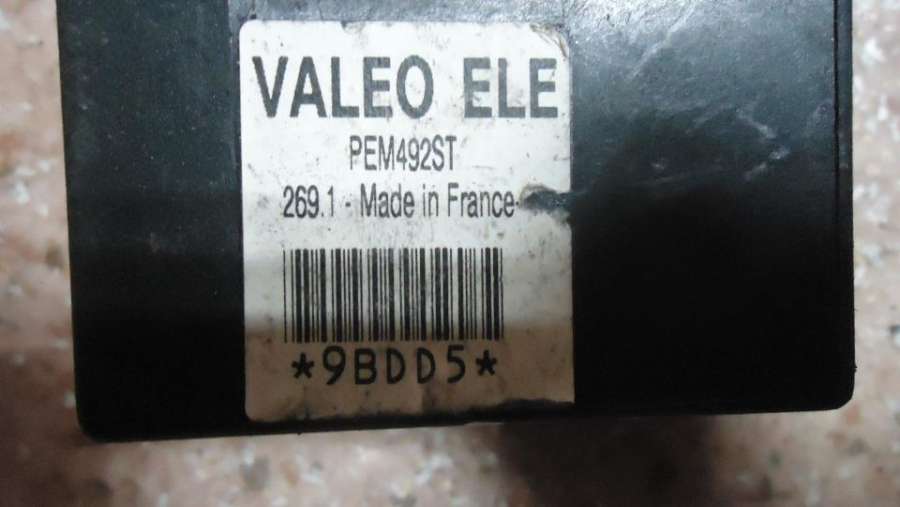 VALEO ELE
PEM492ST
269.1 - Made in France
*9BDD5*